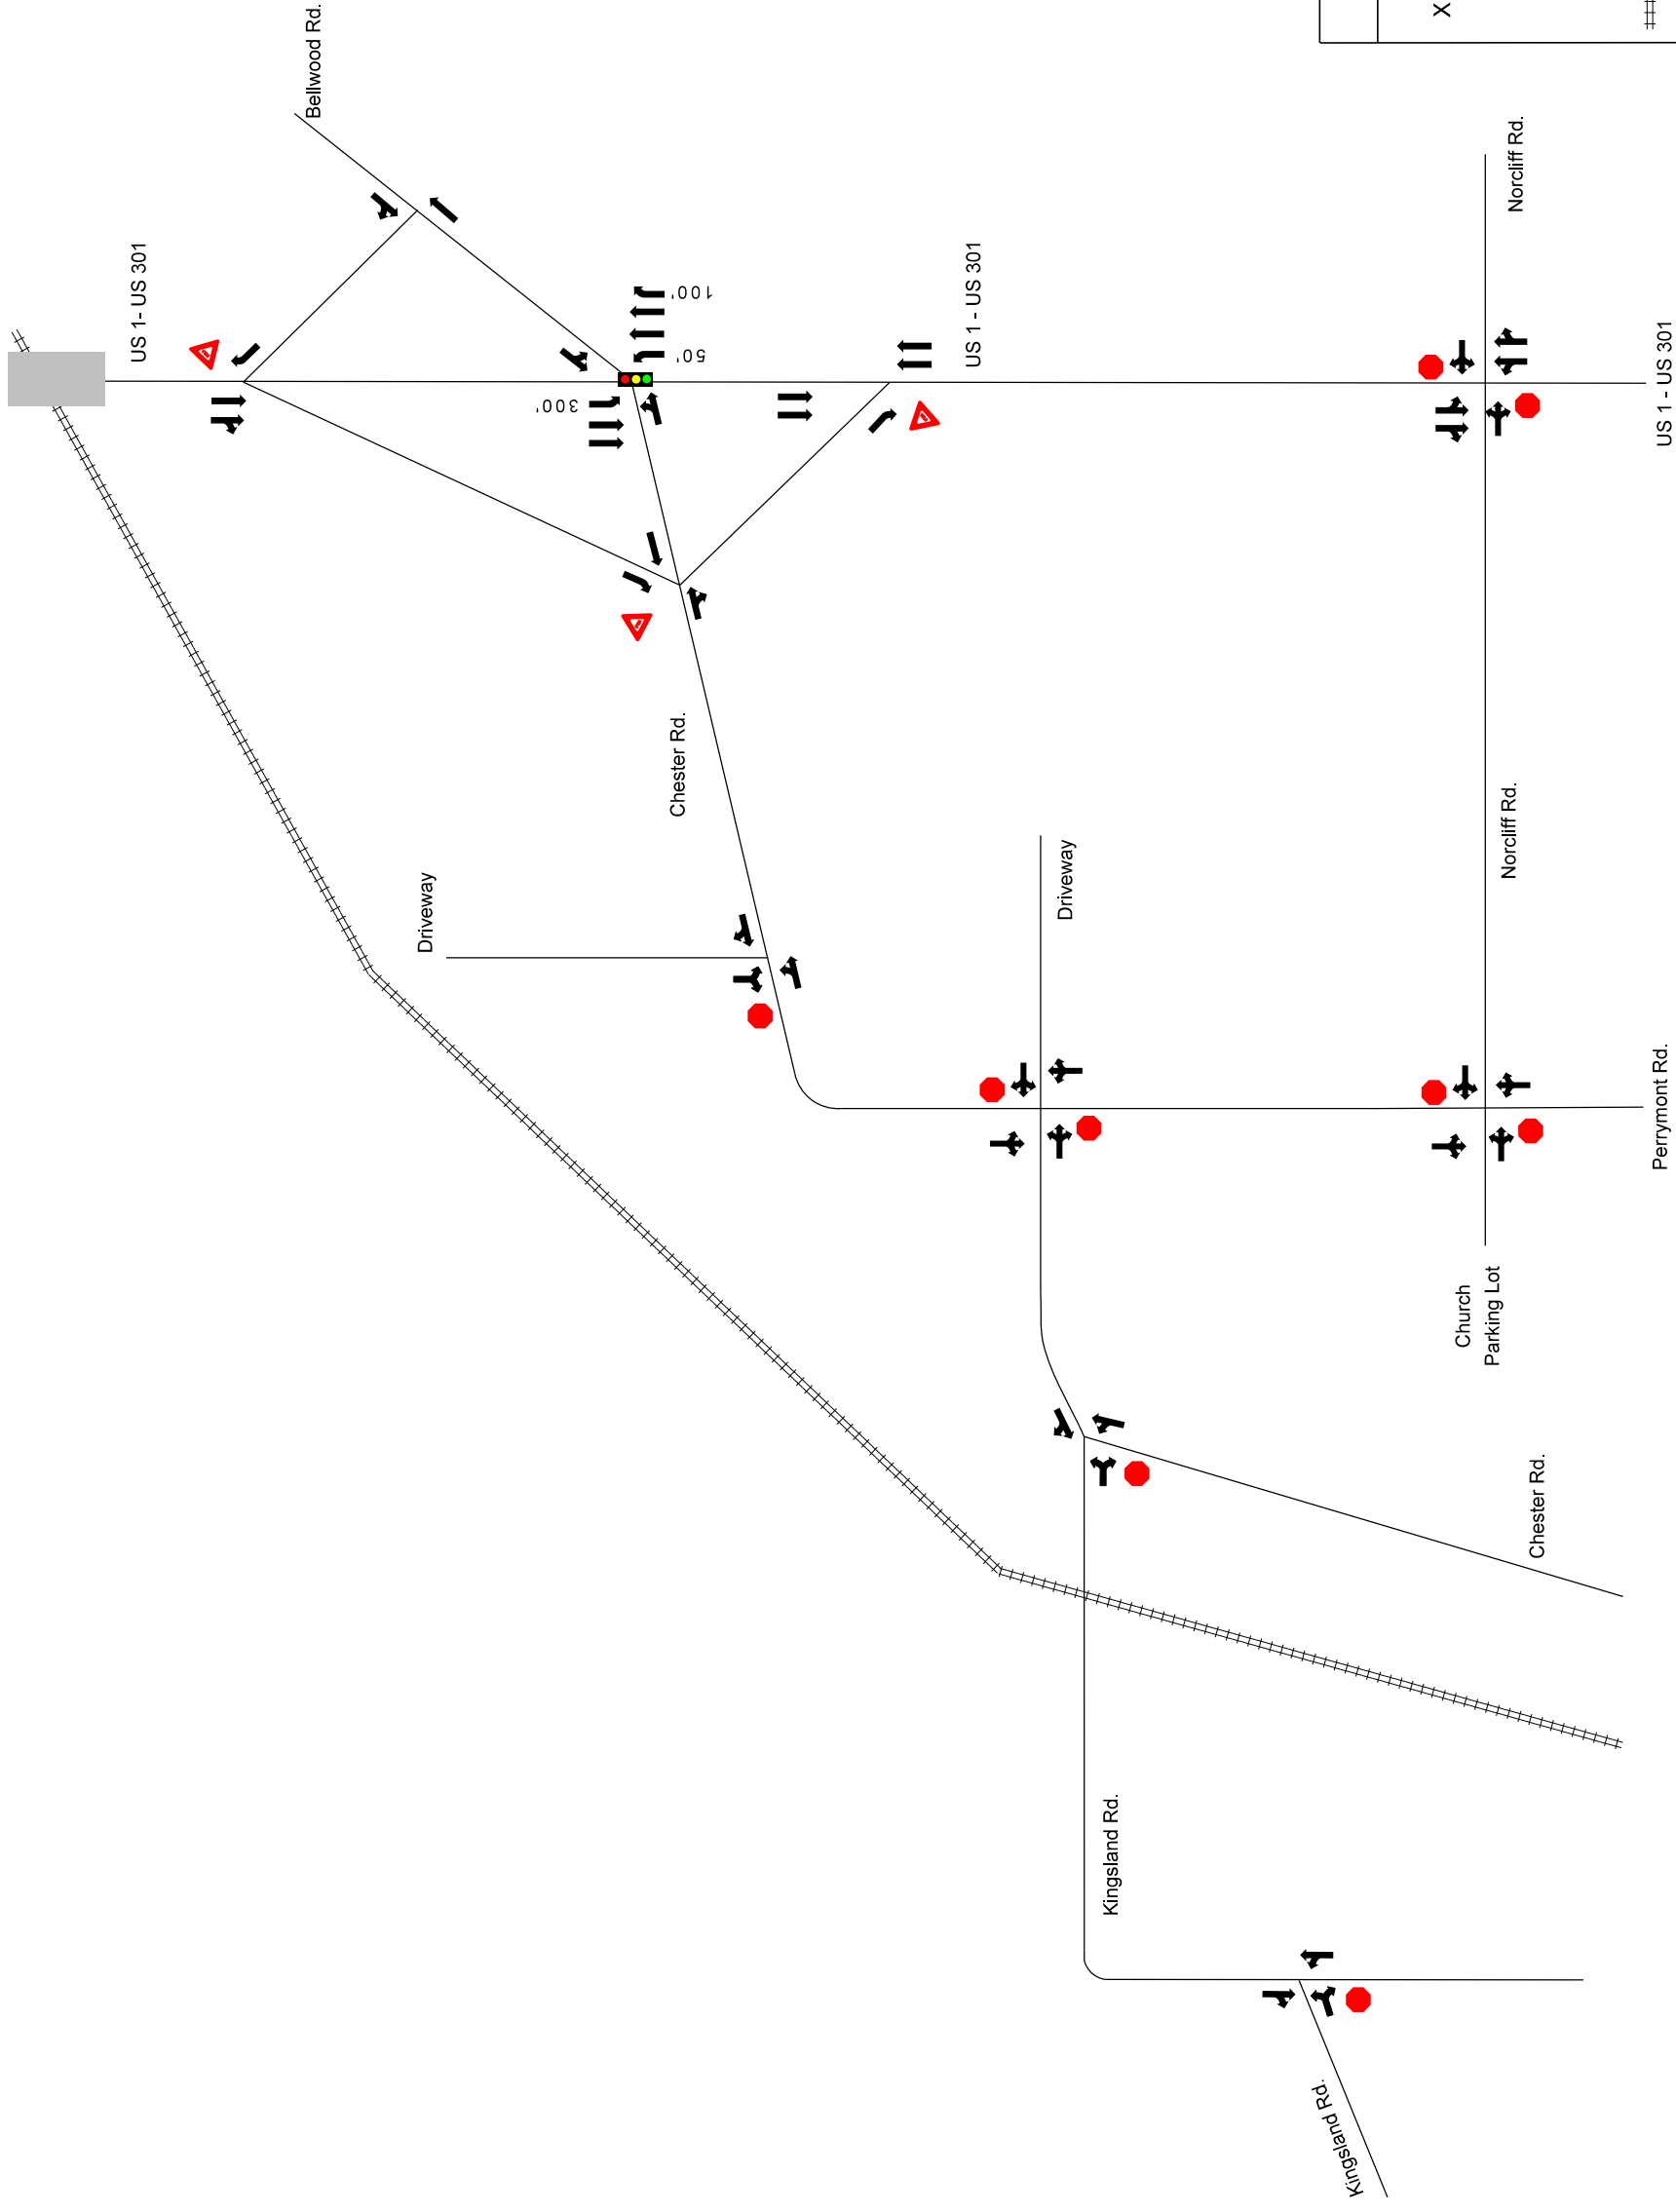 Bellwood Rd.
US 1 - US 301
100'
50'
300'
US 1 - US 301
Norcliff Rd.
US 1 - US 301
Chester Rd.
Driveway
Driveway
Norcliff Rd.
Perrymont Rd.
Church
Parking Lot
Chester Rd.
Kingsland Rd.
Kingsland Rd.
X